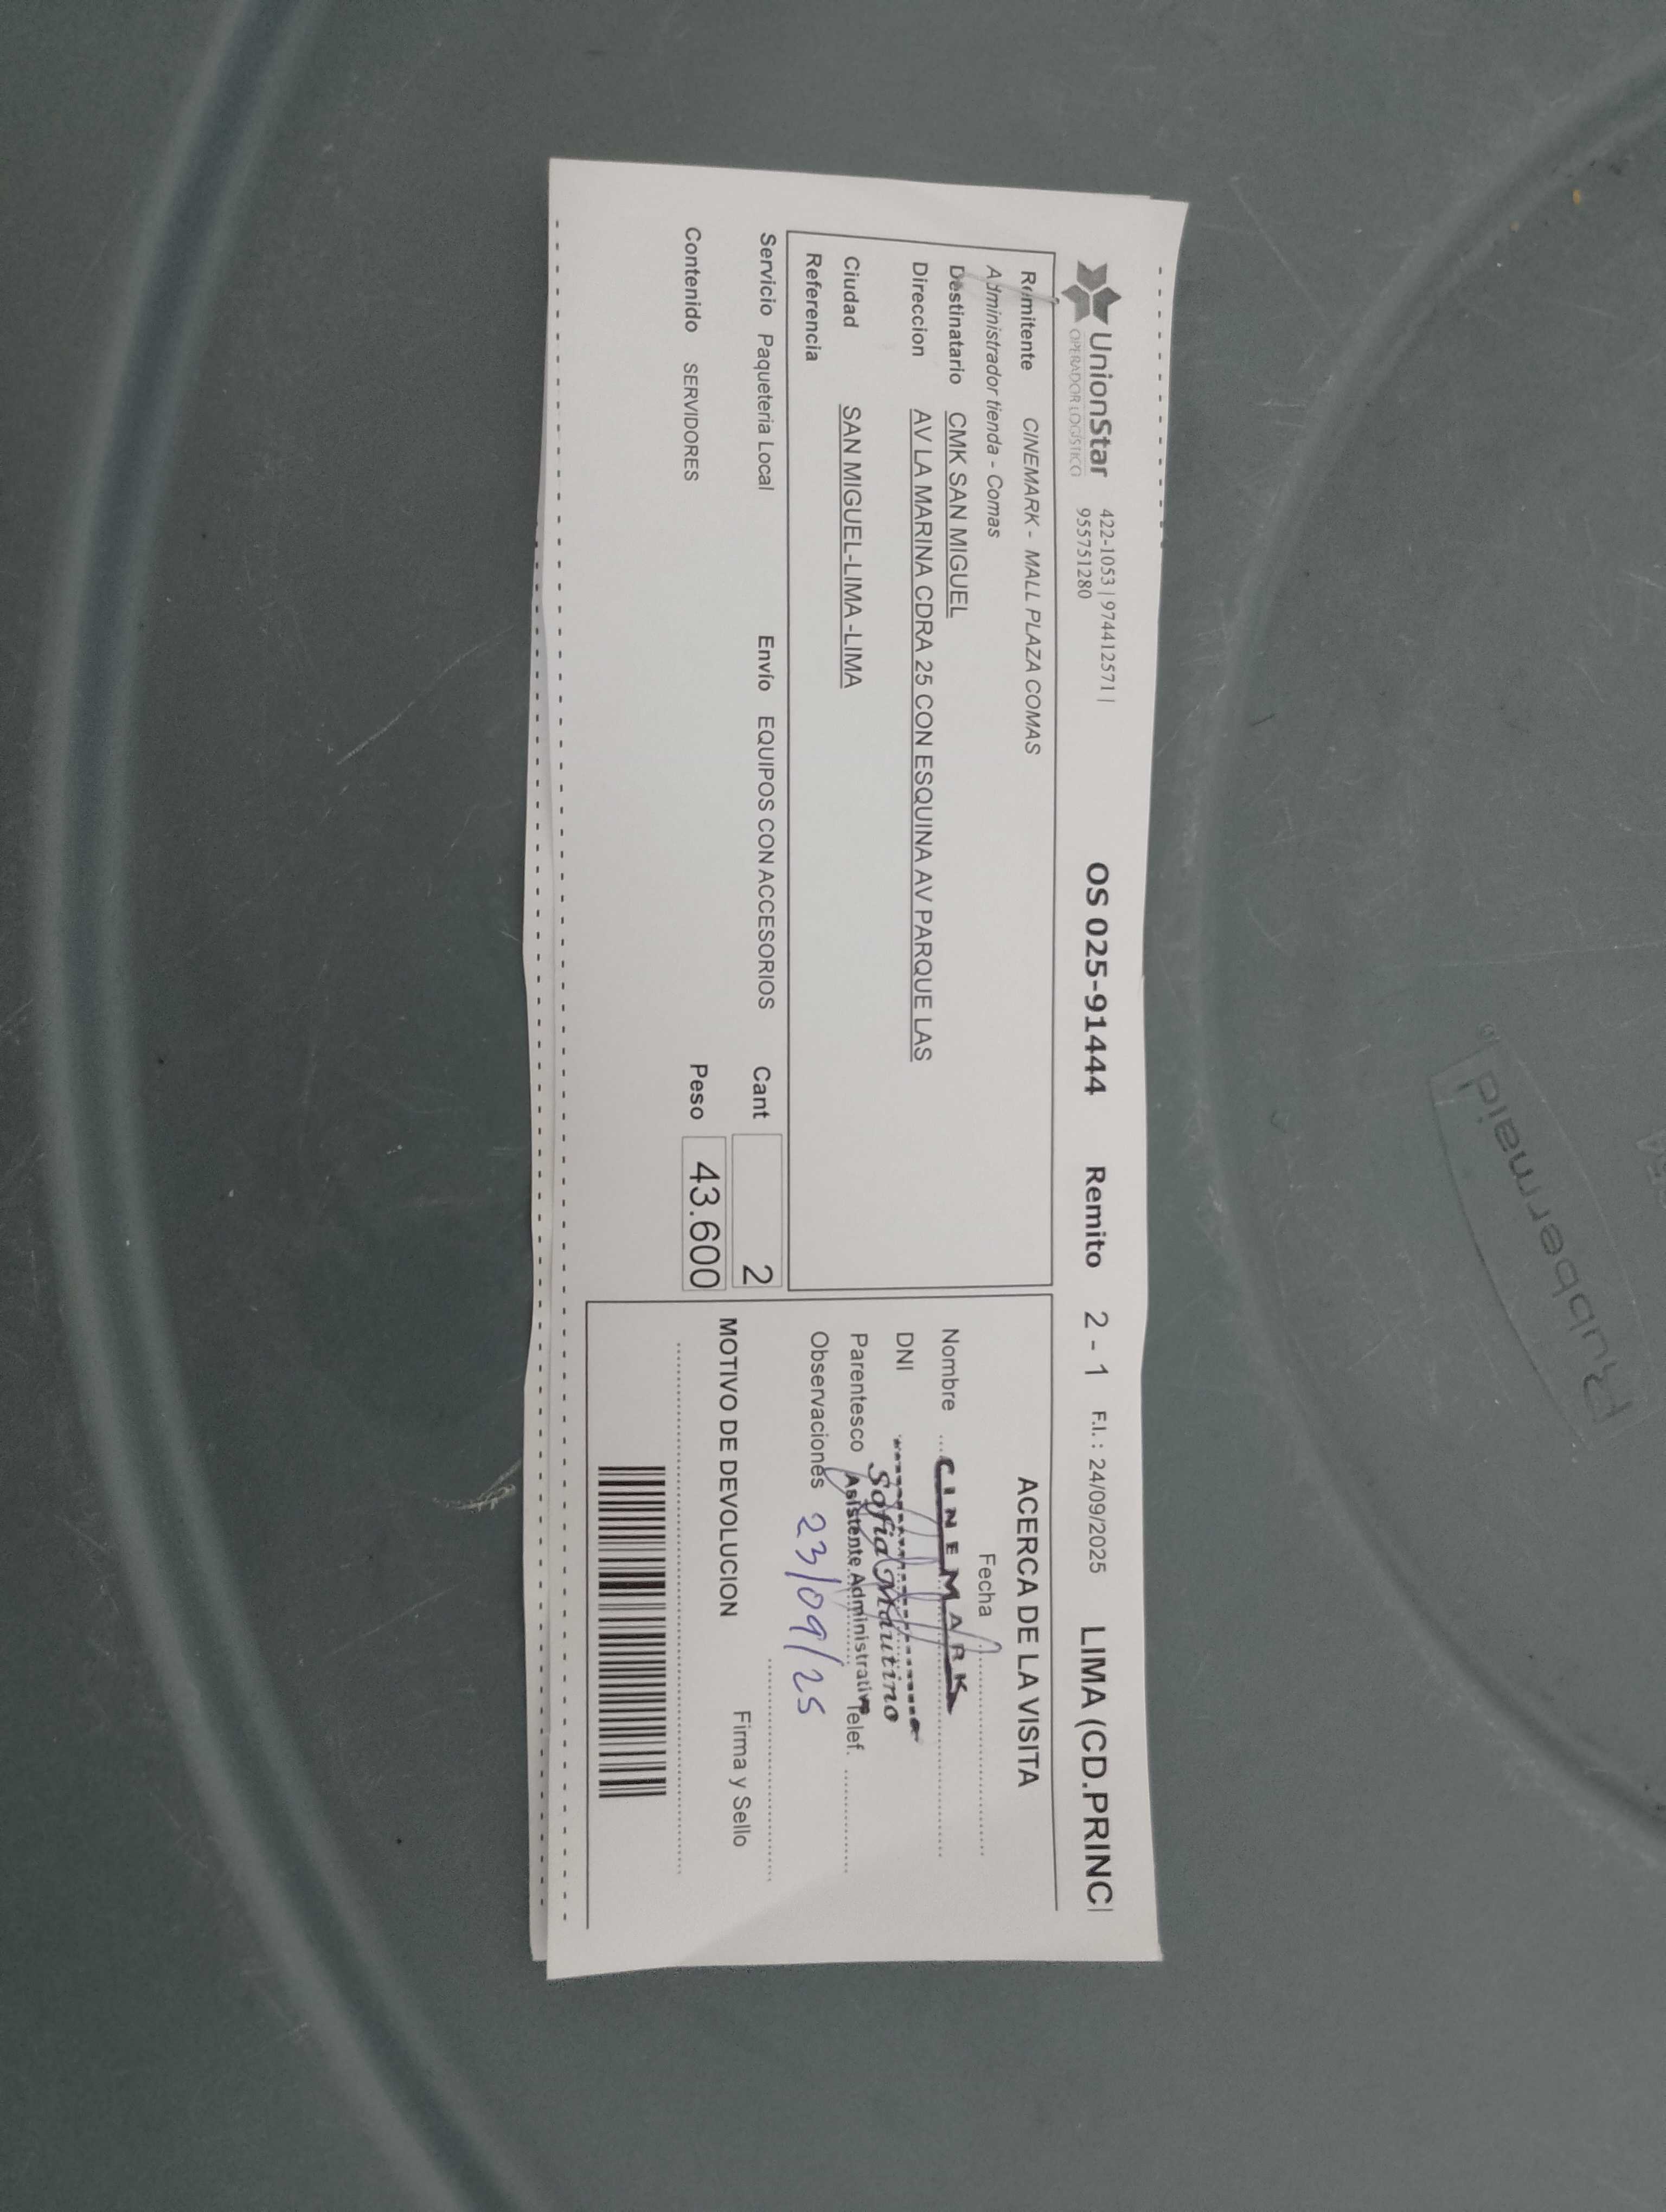 UnionStar
OPERADOR LOGÍSTICO
422-1053 | 974412571 |
955751280
OS 025-91444 Remito 2 - 1 F.I. : 24/09/2025 LIMA (CD.PRINCI
Remitente CINEMARK - MALL PLAZA COMAS
Administrador tienda - Comas
Destinatario CMK SAN MIGUEL
Direccion AV LA MARINA CDRA 25 CON ESQUINA AV PARQUE LAS
Ciudad SAN MIGUEL-LIMA -LIMA
Referencia
Servicio Paqueteria Local Envío EQUIPOS CON ACCESORIOS Cant 2
Contenido SERVIDORES Peso 43.600
ACERCA DE LA VISITA
Fecha
Nombre CINEMARK
DNI
Sofia Mautino
Parentesco Asistente Administrativa Telef.
Observaciones 23/09/25
MOTIVO DE DEVOLUCION Firma y Sello
Rubbermaid